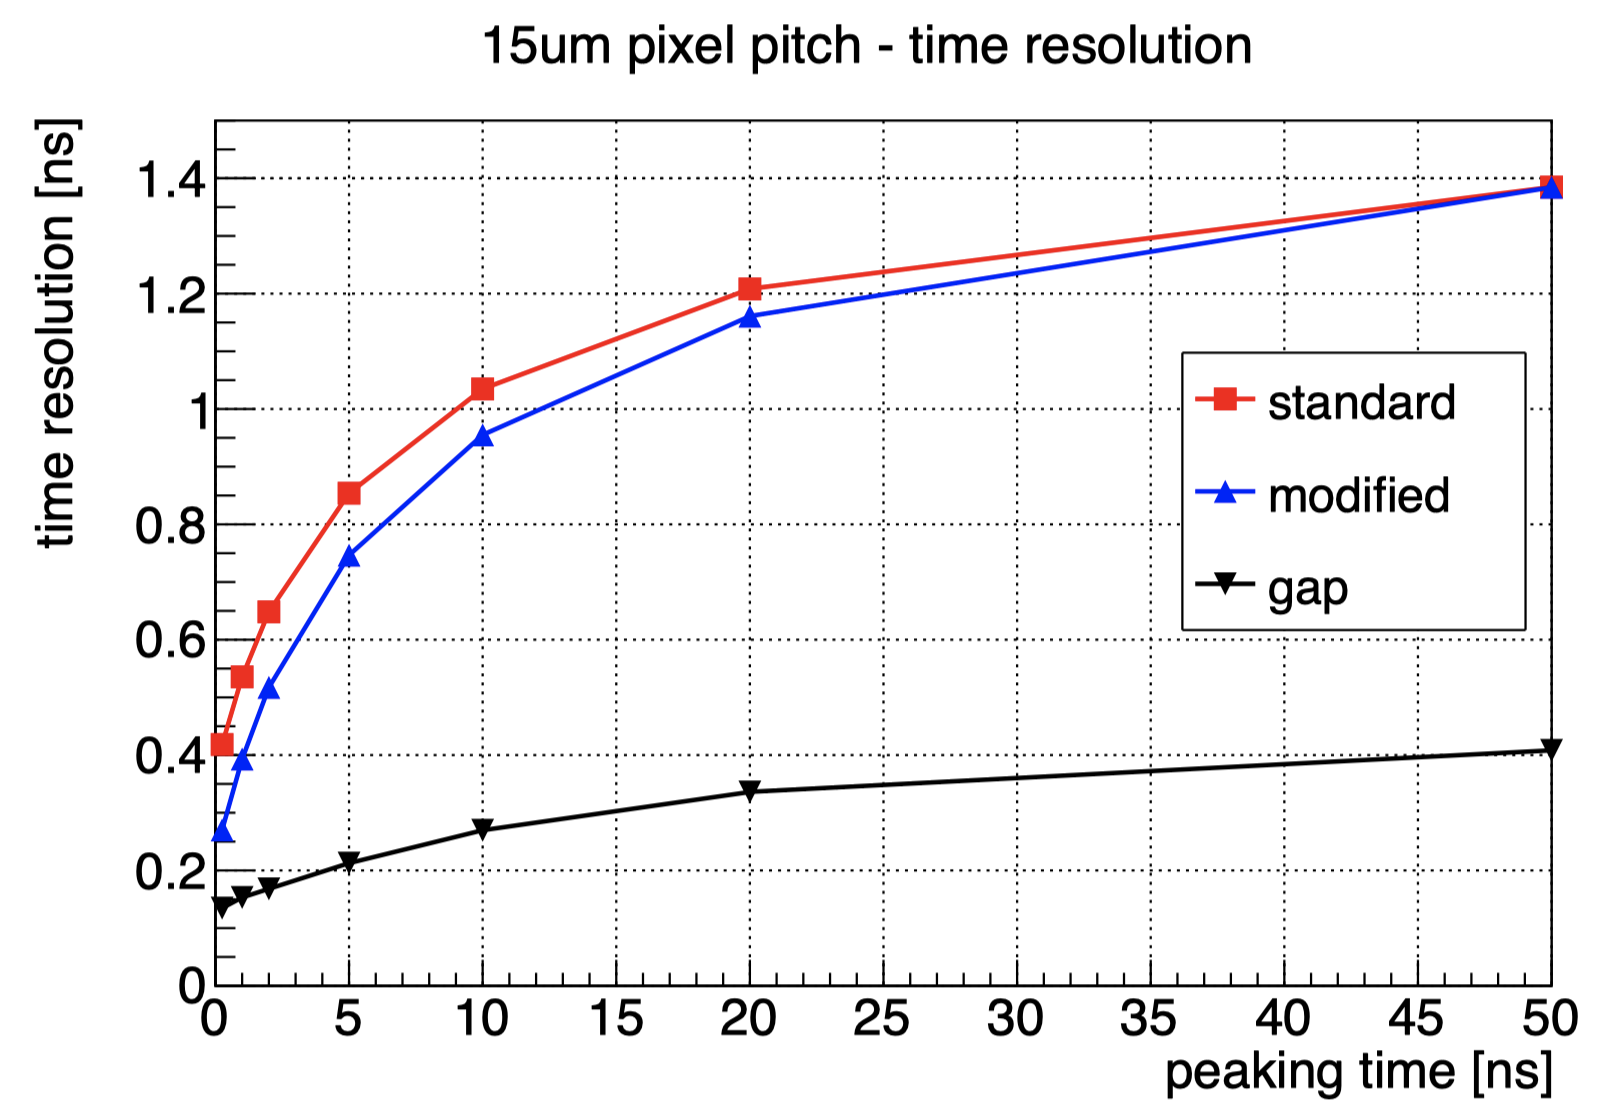 15um pixel pitch - time resolution
time resolution [ns]
1.4
1.2
1
0.8
0.6
0.4
0.2
0
standard
modified
gap
0 5 10 15 20 25 30 35 40 45 50
peaking time [ns]